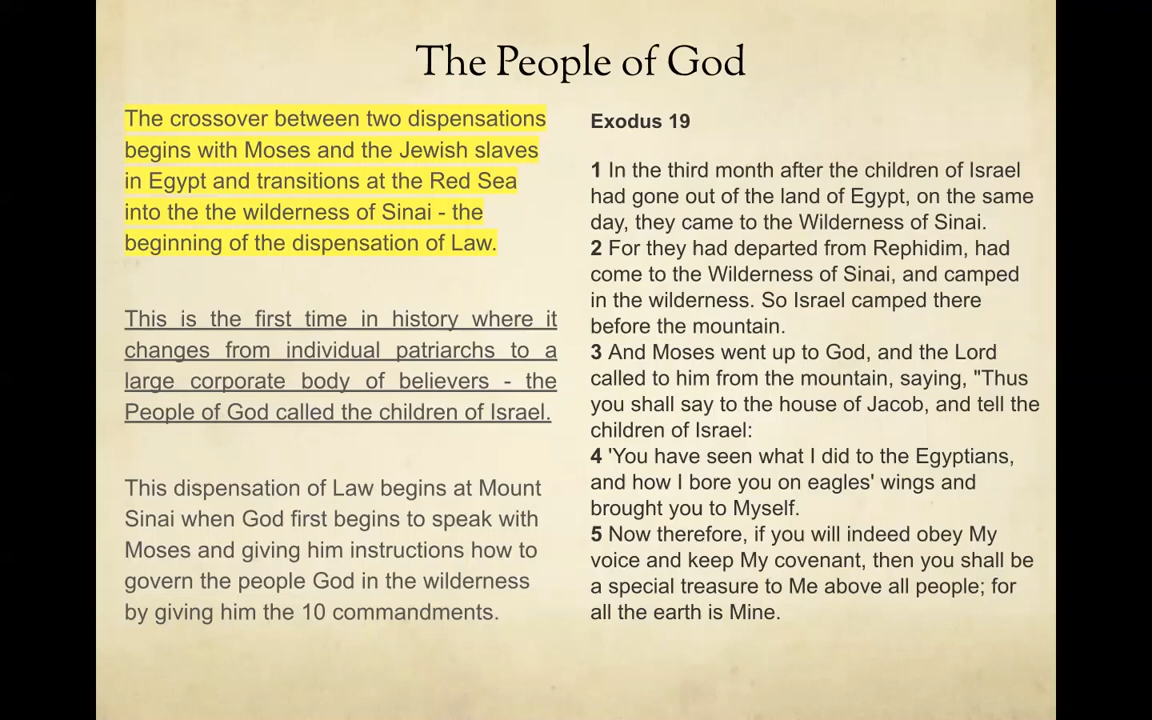 The People of God
The crossover between two dispensations
begins with Moses and the Jewish slaves
in Egypt and transitions at the Red Sea
into the the wilderness of Sinai - the
beginning of the dispensation of Law.
This is the first time in history where it
changes from individual patriarchs to a
large corporate body of believers - the
People of God called the children of Israel.
This dispensation of Law begins at Mount
Sinai when God first begins to speak with
Moses and giving him instructions how to
govern the people God in the wilderness
by giving him the 10 commandments.
Exodus 19
1 In the third month after the children of Israel
had gone out of the land of Egypt, on the same
day, they came to the Wilderness of Sinai.
2 For they had departed from Rephidim, had
come to the Wilderness of Sinai, and camped
in the wilderness. So Israel camped there
before the mountain.
3 And Moses went up to God, and the Lord
called to him from the mountain, saying, "Thus
you shall say to the house of Jacob, and tell the
children of Israel:
4 'You have seen what I did to the Egyptians,
and how I bore you on eagles' wings and
brought you to Myself.
5 Now therefore, if you will indeed obey My
voice and keep My covenant, then you shall be
a special treasure to Me above all people; for
all the earth is Mine.